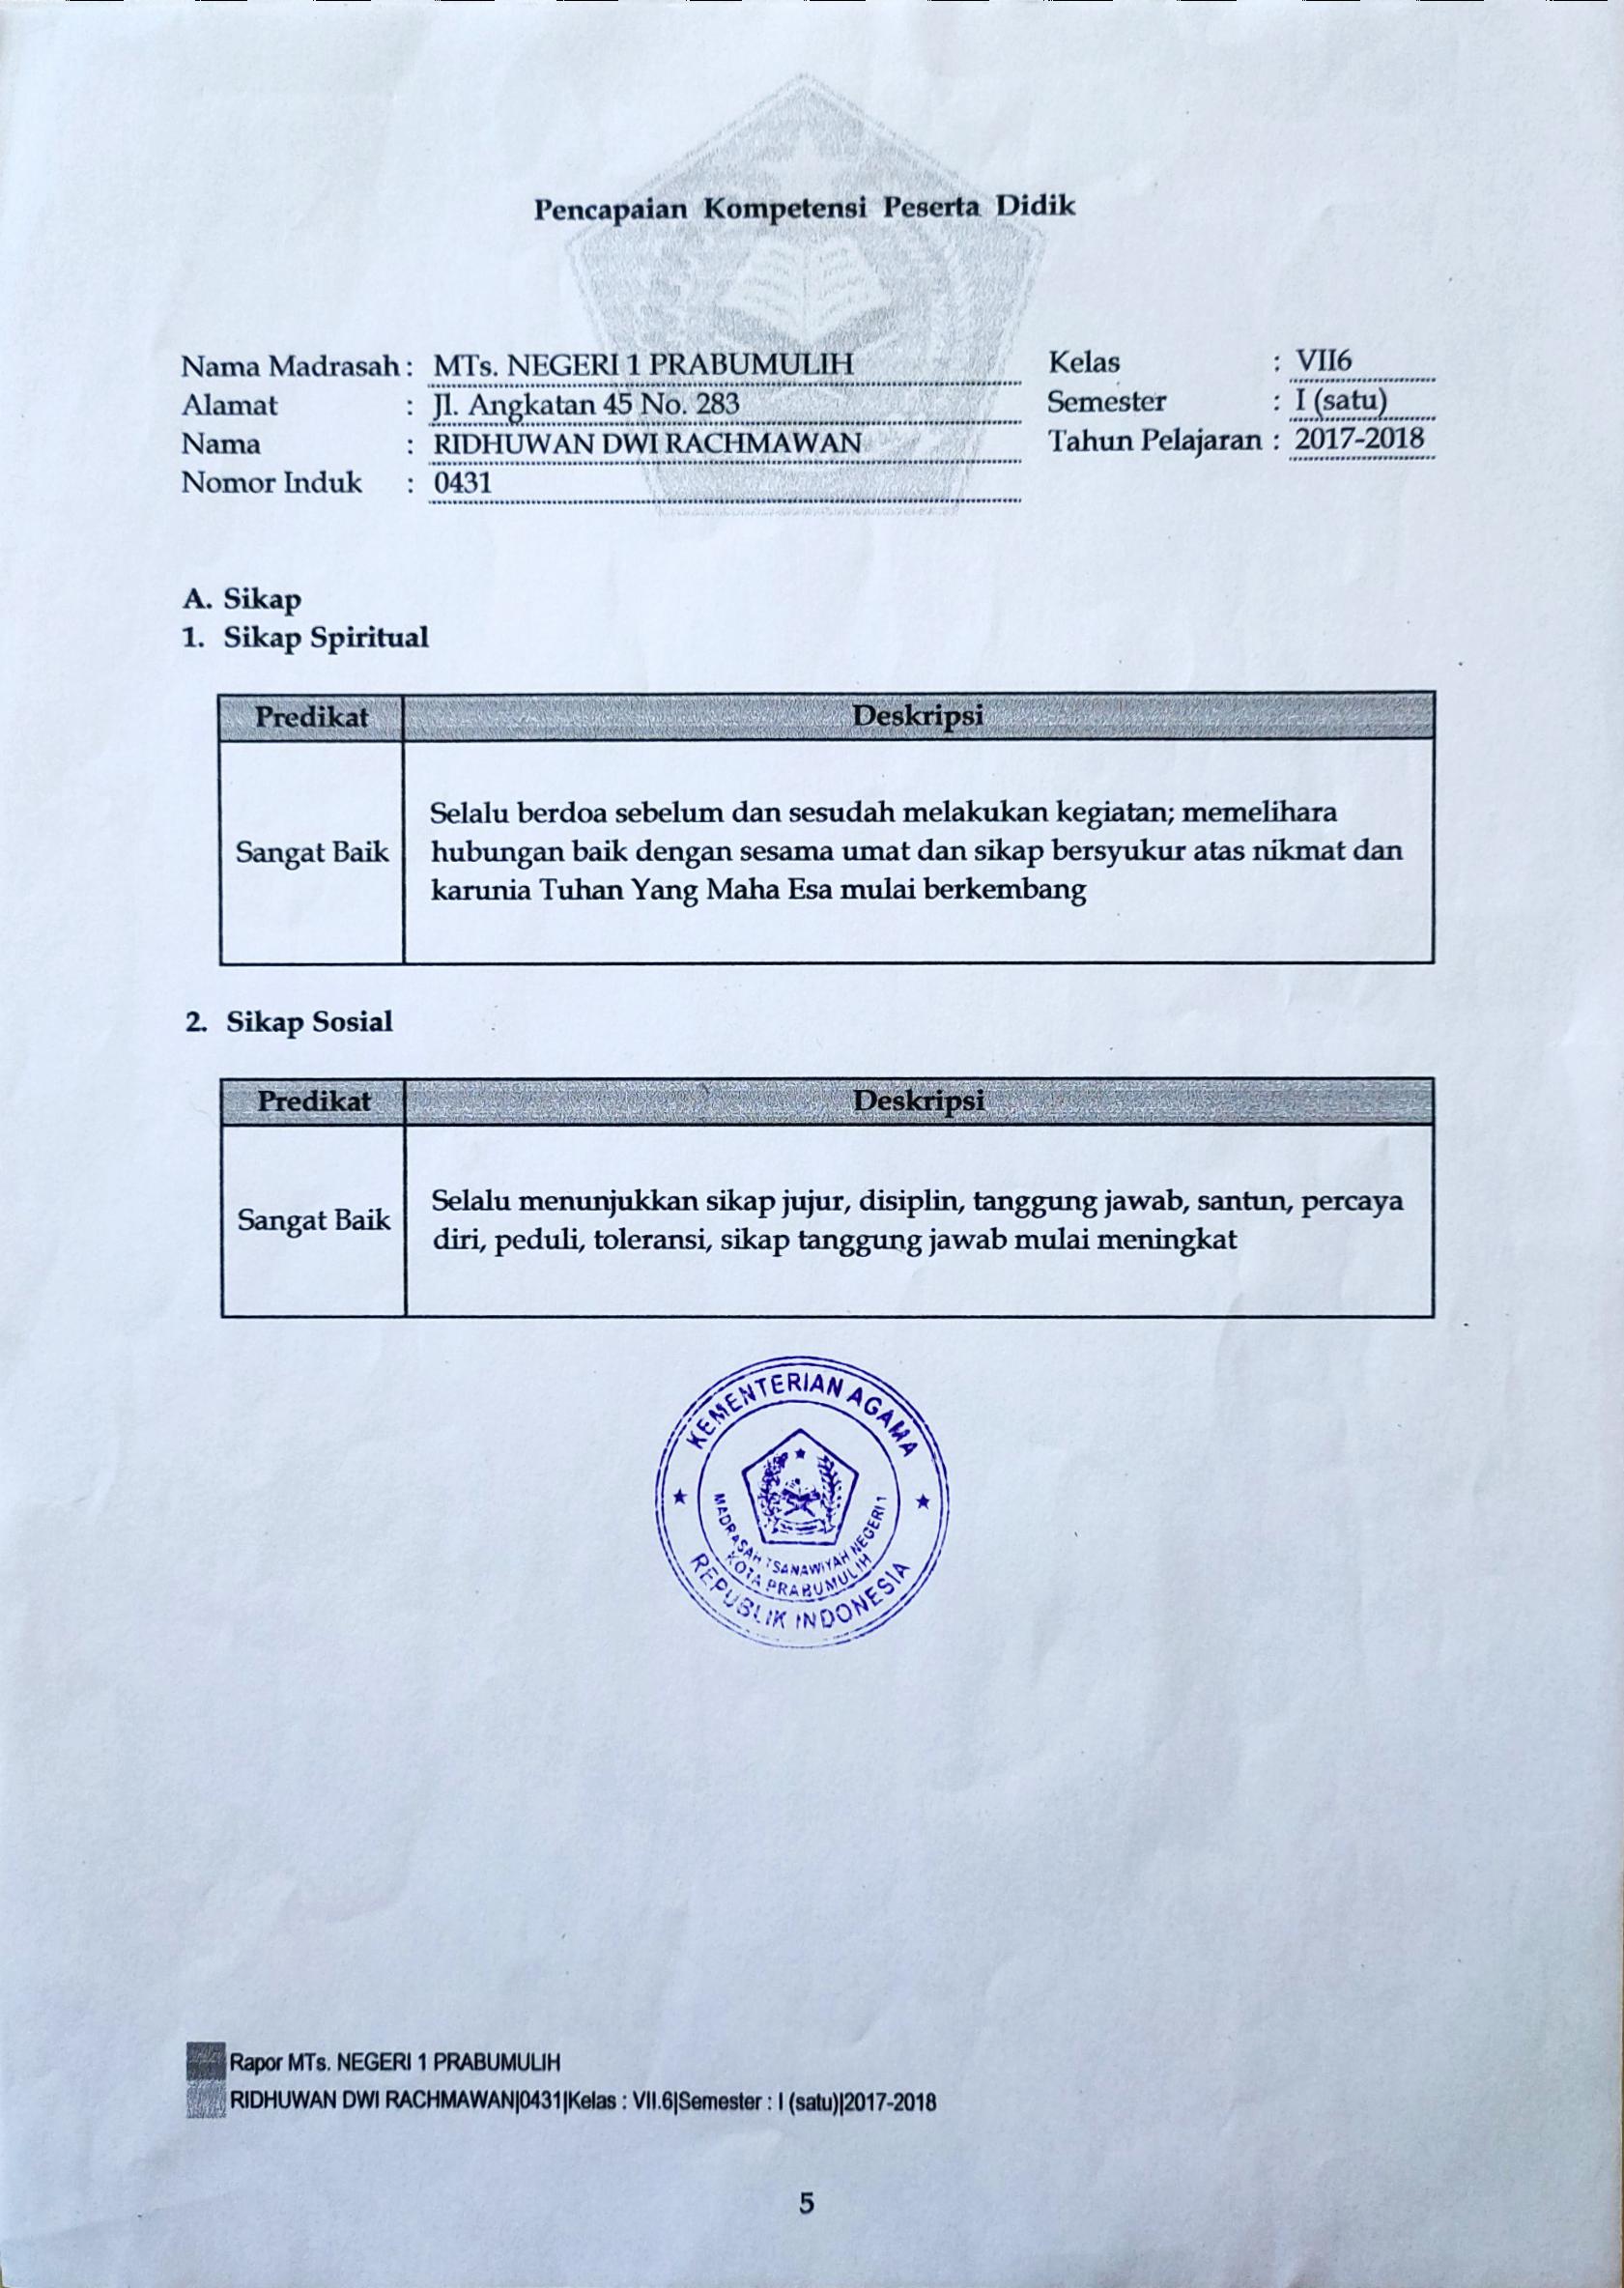 Pencapaian Kompetensi Peserta Didik
Nama Madrasah : MTs. NEGERI 1 PRABUMULIH
Alamat : Jl. Angkatan 45 No. 283
Nama : RIDHUWAN DWI RACHMAWAN
Nomor Induk : 0431
Kelas : VII6
Semester : I (satu)
Tahun Pelajaran : 2017-2018
A. Sikap
1. Sikap Spiritual
Predikat Deskripsi
Sangat Baik
Selalu berdoa sebelum dan sesudah melakukan kegiatan; memelihara
hubungan baik dengan sesama umat dan sikap bersyukur atas nikmat dan
karunia Tuhan Yang Maha Esa mulai berkembang
2. Sikap Sosial
Predikat Deskripsi
Sangat Baik
Selalu menunjukkan sikap jujur, disiplin, tanggung jawab, santun, percaya
diri, peduli, toleransi, sikap tanggung jawab mulai meningkat
KEMENTERIAN AGAMA
MADRASAH TSANAWIYAH NEGERI 1
KOTA PRABUMULIH
REPUBLIK INDONESIA
Rapor MTs. NEGERI 1 PRABUMULIH
RIDHUWAN DWI RACHMAWAN|0431|Kelas : VII.6|Semester : I (satu)|2017-2018
5